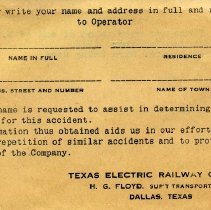 write your name and address in full and
to Operator
NAME IN FULL RESIDENCE
STREET AND NUMBER NAME OF TOWN
name is requested to assist in determining
for this accident.
uation thus obtained aids us in our effort
repetition of similar accidents and to pro
of the Company.
TEXAS ELECTRIC RAILWAY
H. G. FLOYD, SUP'T TRANSPORT
DALLAS, TEXAS